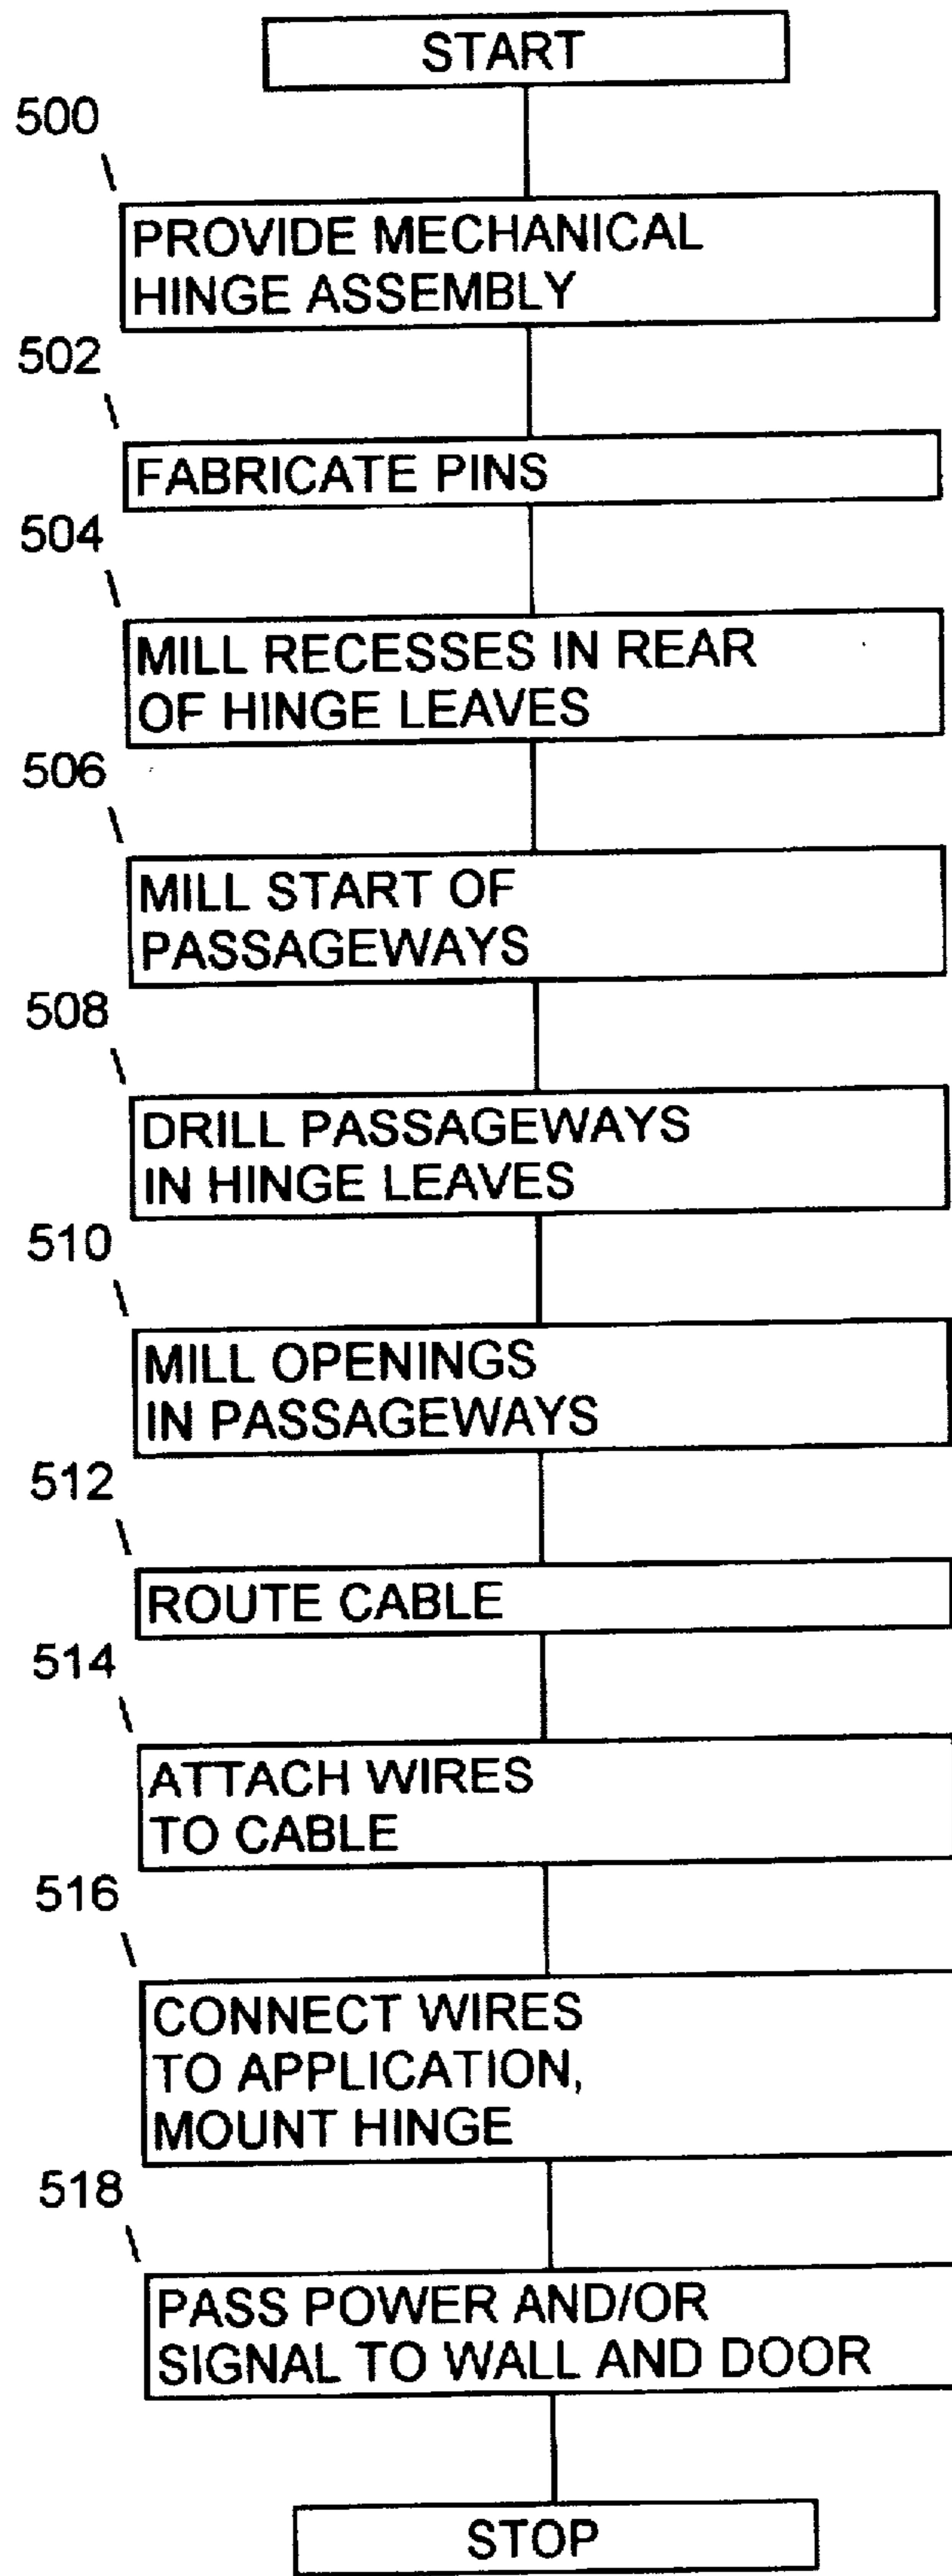 START
500
PROVIDE MECHANICAL
HINGE ASSEMBLY
502
FABRICATE PINS
504
MILL RECESSES IN REAR
OF HINGE LEAVES
506
MILL START OF
PASSAGEWAYS
508
DRILL PASSAGEWAYS
IN HINGE LEAVES
510
MILL OPENINGS
IN PASSAGEWAYS
512
ROUTE CABLE
514
ATTACH WIRES
TO CABLE
516
CONNECT WIRES
TO APPLICATION,
MOUNT HINGE
518
PASS POWER AND/OR
SIGNAL TO WALL AND DOOR
STOP